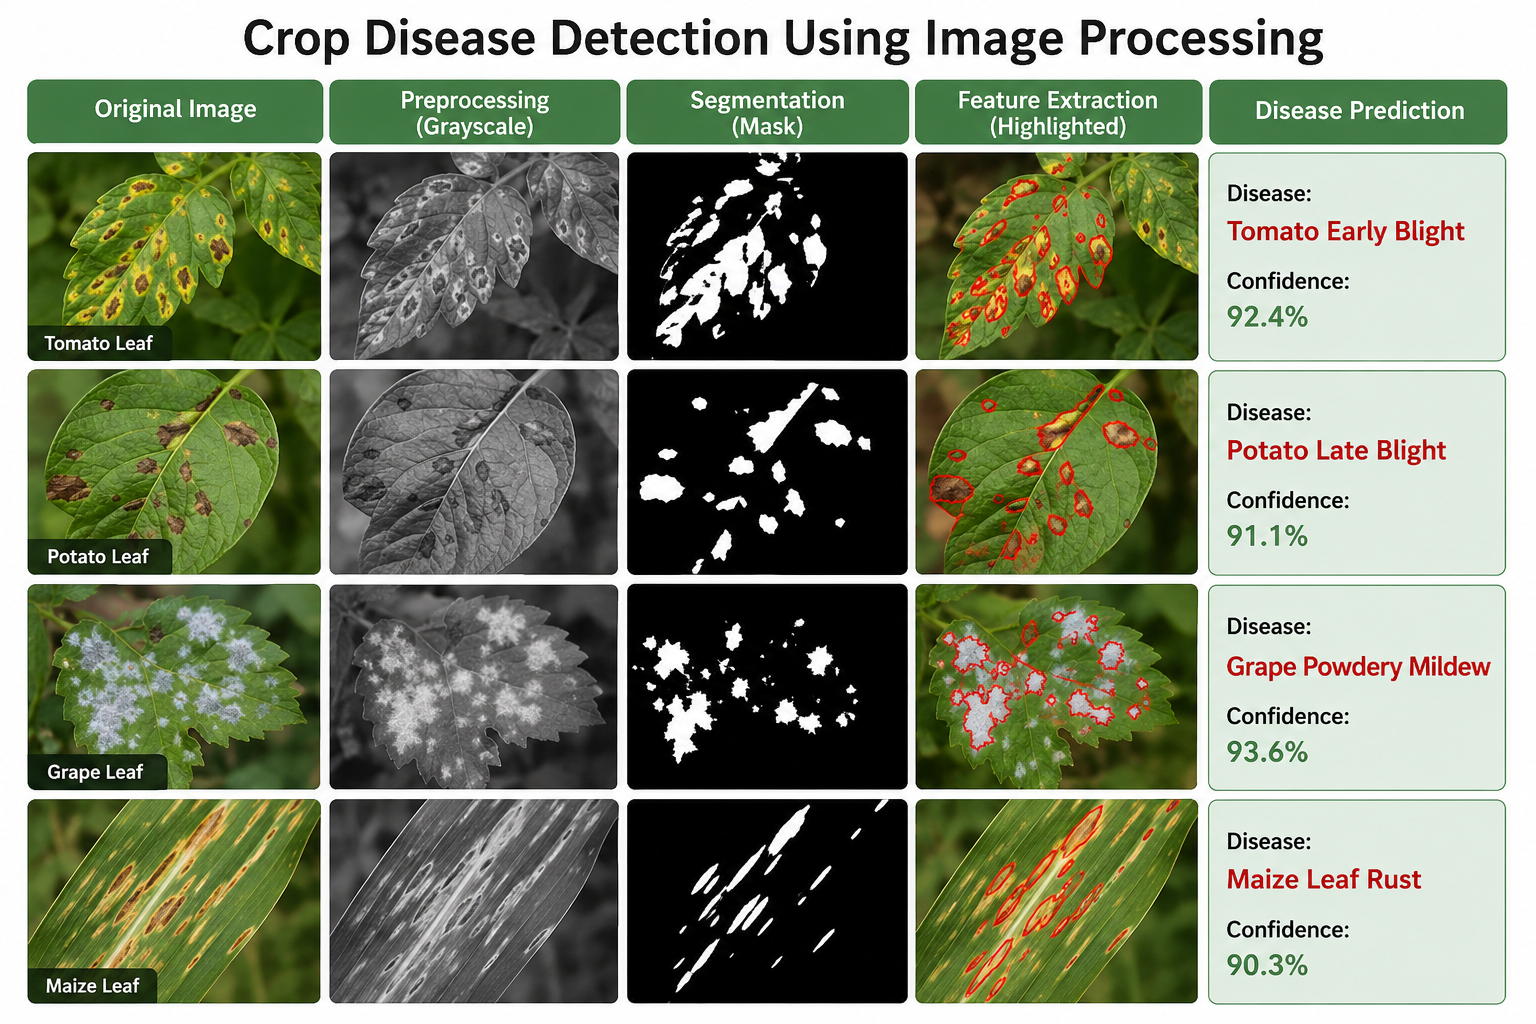 Crop Disease Detection Using Image Processing
Original Image
Preprocessing
(Grayscale)
Segmentation
(Mask)
Feature Extraction
(Highlighted)
Disease Prediction
Tomato Leaf
Disease:
Tomato Early Blight
Confidence:
92.4%
Potato Leaf
Disease:
Potato Late Blight
Confidence:
91.1%
Grape Leaf
Disease:
Grape Powdery Mildew
Confidence:
93.6%
Maize Leaf
Disease:
Maize Leaf Rust
Confidence:
90.3%